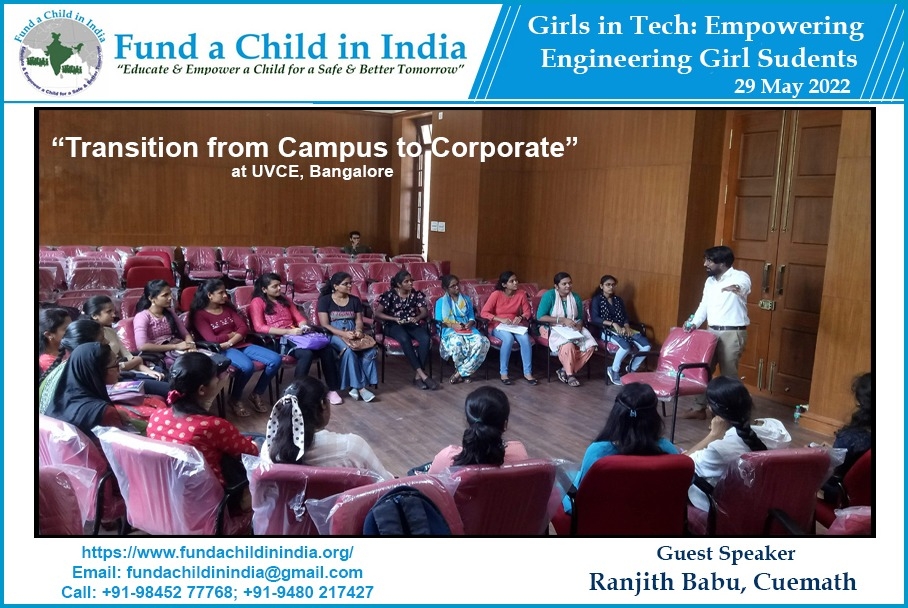 Fund a Child in India
Fund a Child in India
“Educate & Empower a Child for a Safe & Better Tomorrow”
Girls in Tech: Empowering
Engineering Girl Sudents
29 May 2022
“Transition from Campus to Corporate”
at UVCE, Bangalore
https://www.fundachildinindia.org/
Email: fundachildinindia@gmail.com
Call: +91-98452 77768; +91-9480 217427
Guest Speaker
Ranjith Babu, Cuemath